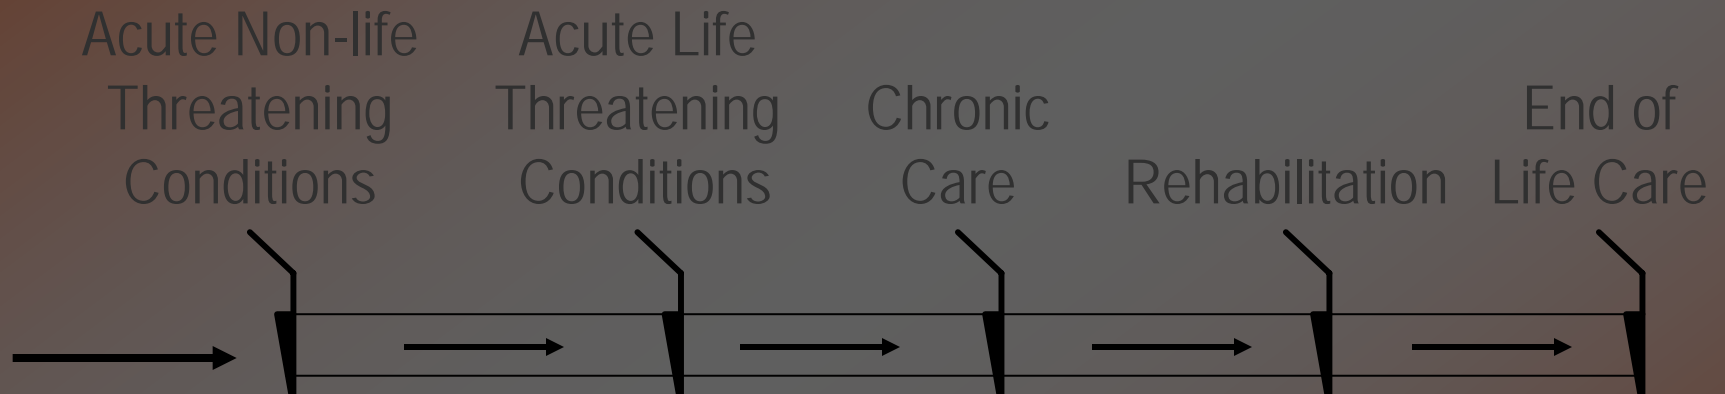 Acute Non-life
Threatening
Conditions
Acute Life
Threatening
Conditions
Chronic
Care
Rehabilitation
End of
Life Care